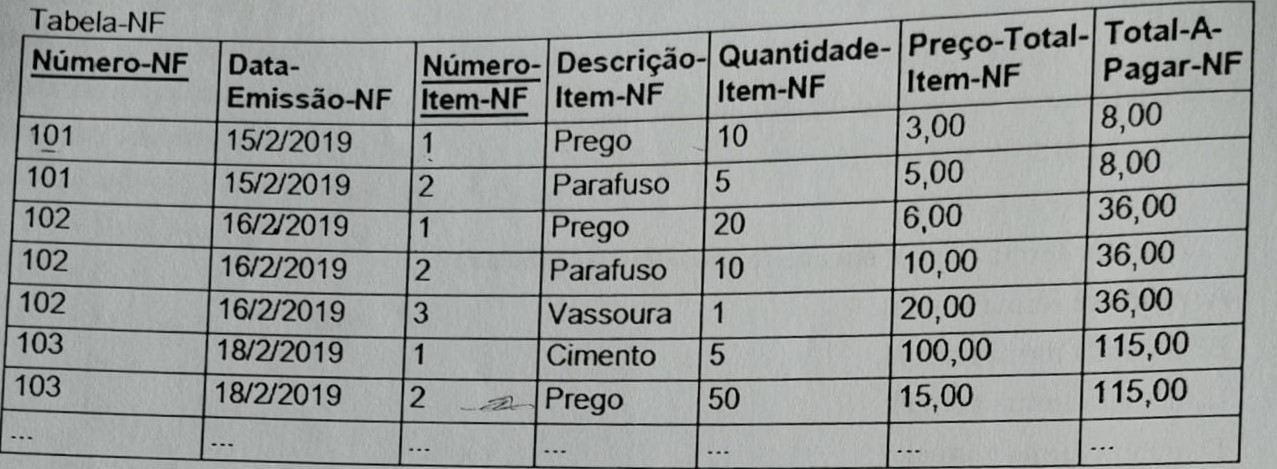 Tabela-NF
Número-NF Data-Emissão-NF Número-Item-NF Descrição-Item-NF Quantidade-Item-NF Preço-Total-Item-NF Total-A-Pagar-NF
101 15/2/2019 1 Prego 10 3,00 8,00
101 15/2/2019 2 Parafuso 5 5,00 8,00
102 16/2/2019 1 Prego 20 6,00 36,00
102 16/2/2019 2 Parafuso 10 10,00 36,00
102 16/2/2019 3 Vassoura 1 20,00 36,00
103 18/2/2019 1 Cimento 5 100,00 115,00
103 18/2/2019 2 Prego 50 15,00 115,00
... ... ... ... ... ... ...